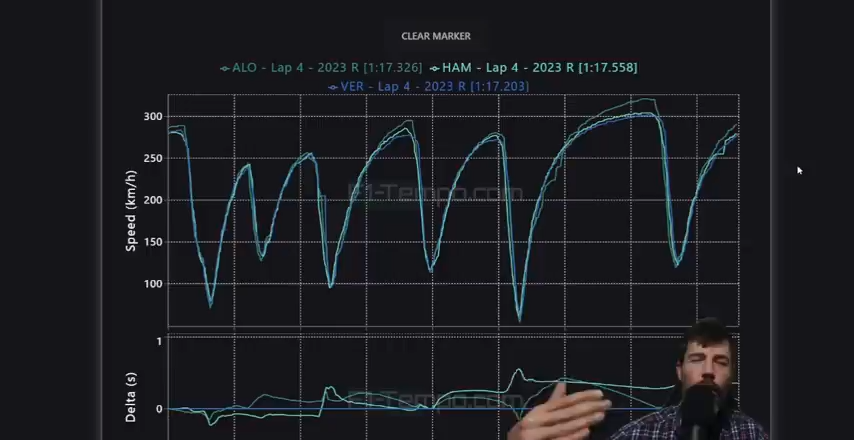 CLEAR MARKER
ALO - Lap 4 - 2023 R [1:17.326] HAM - Lap 4 - 2023 R [1:17.558]
VER - Lap 4 - 2023 R [1:17.203]
300
250
200
150
100
Speed (km/h)
F1-Tempo.com
1
0
Delta (s)
F1-Tempo.com